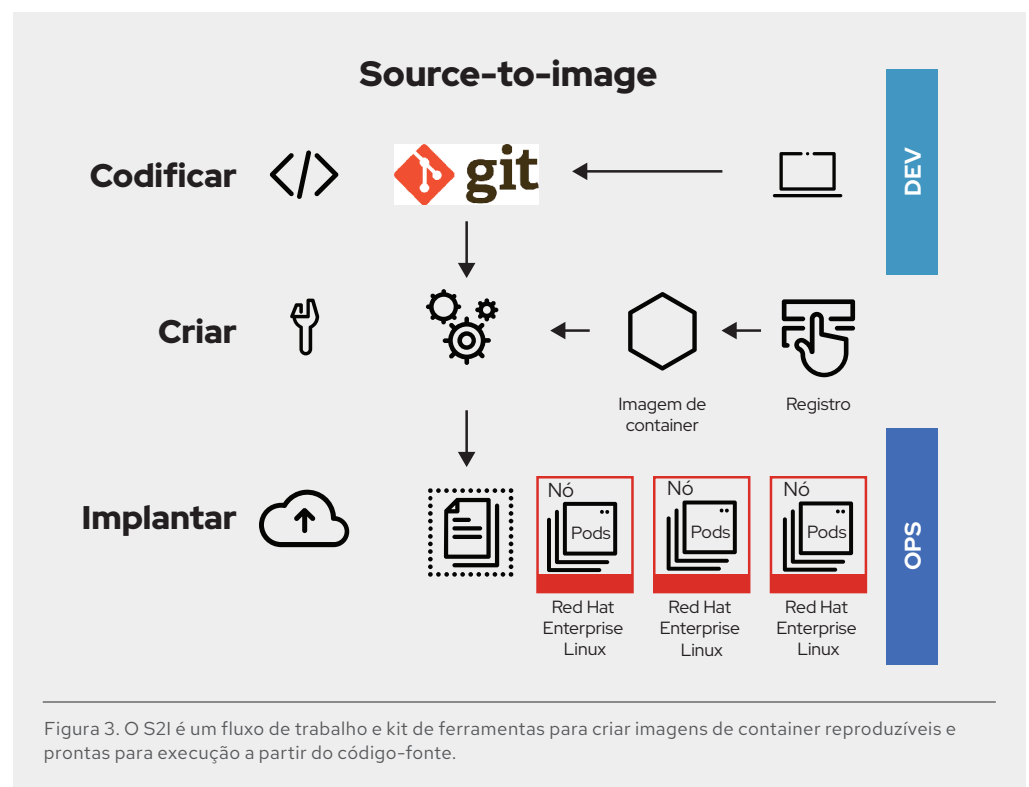 Source-to-image
DEV
Codificar
git
Criar
Imagem de
container
Registro
OPS
Implantar
Nó
Pods
Red Hat
Enterprise
Linux
Nó
Pods
Red Hat
Enterprise
Linux
Nó
Pods
Red Hat
Enterprise
Linux
Figura 3. O S2I é um fluxo de trabalho e kit de ferramentas para criar imagens de container reproduzíveis e
prontas para execução a partir do código-fonte.